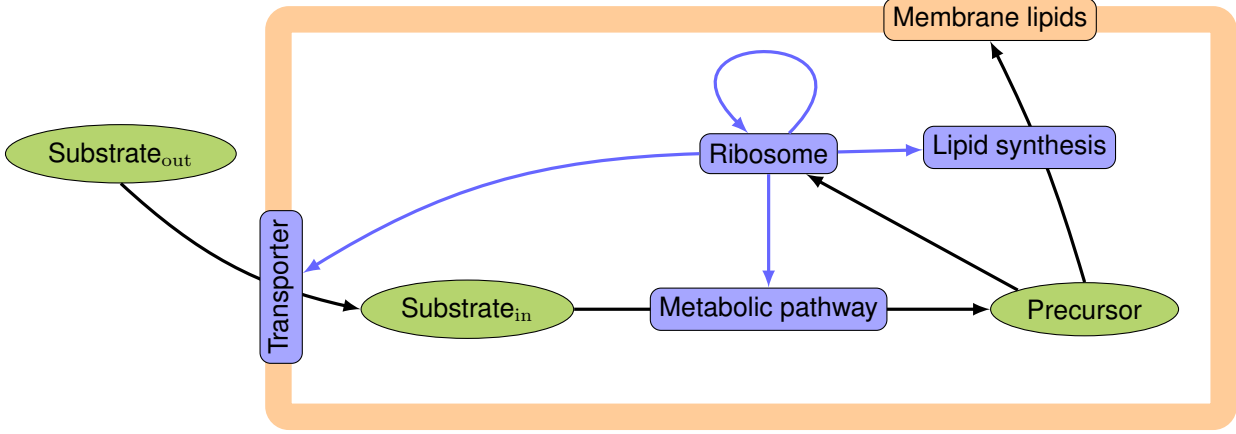 Membrane lipids
Substrate_out
Ribosome
Lipid synthesis
Transporter
Substrate_in
Metabolic pathway
Precursor